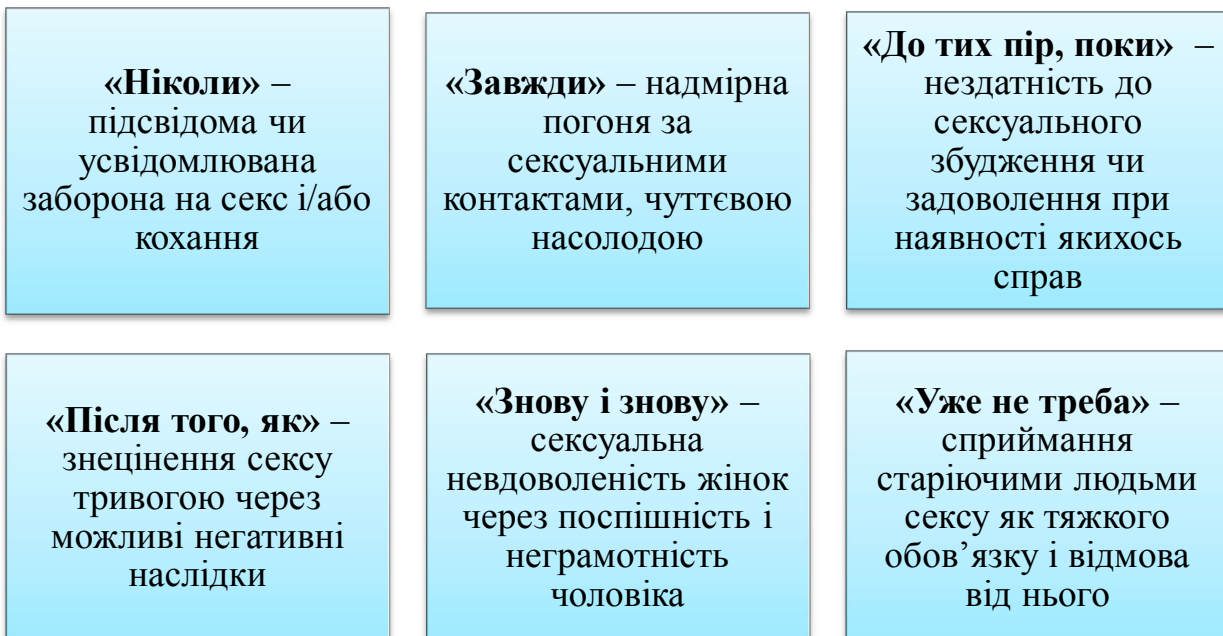 «Ніколи» –
підсвідома чи
усвідомлювана
заборона на секс і/або
кохання
«Завжди» – надмірна
погоня за
сексуальними
контактами, чуттєвою
насолодою
«До тих пір, поки» –
нездатність до
сексуального
збудження чи
задоволення при
наявності якихось
справ
«Після того, як» –
знецінення сексу
тривогою через
можливі негативні
наслідки
«Знову і знову» –
сексуальна
невдоволеність жінок
через поспішність і
неграмотність
чоловіка
«Уже не треба» –
сприймання
старіючими людьми
сексу як тяжкого
обов’язку і відмова
від нього